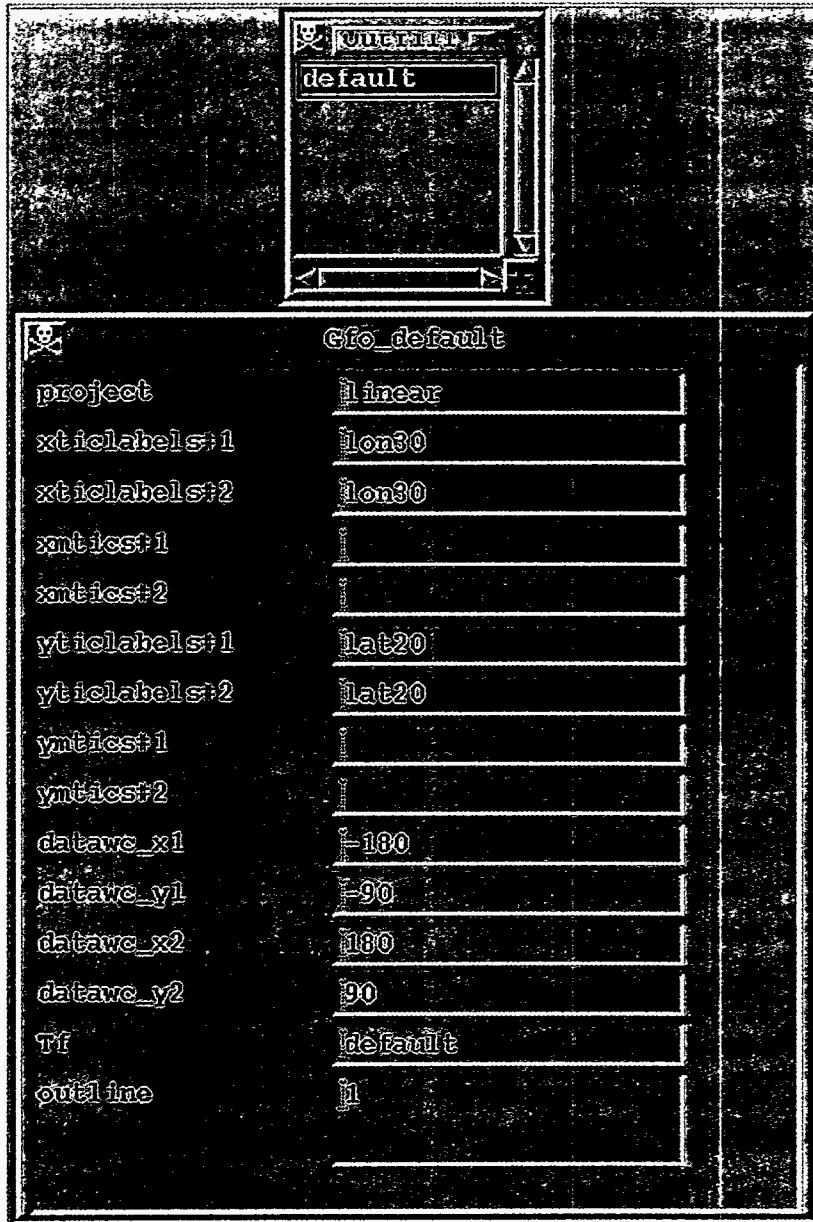 default
Gfo_default
project linear
xticlabels#1 lon30
xticlabels#2 lon30
xmtics#1
xmtics#2
yticlabels#1 lat20
yticlabels#2 lat20
ymtics#1
ymtics#2
datawc_x1 -180
datawc_y1 -90
datawc_x2 180
datawc_y2 90
Tf default
outline 1